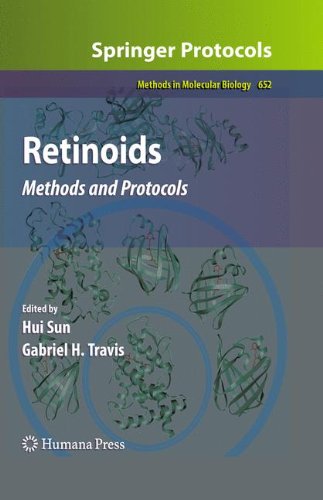 Springer Protocols
Methods in Molecular Biology 652
Retinoids
Methods and Protocols
Edited by
Hui Sun
Gabriel H. Travis
Humana Press